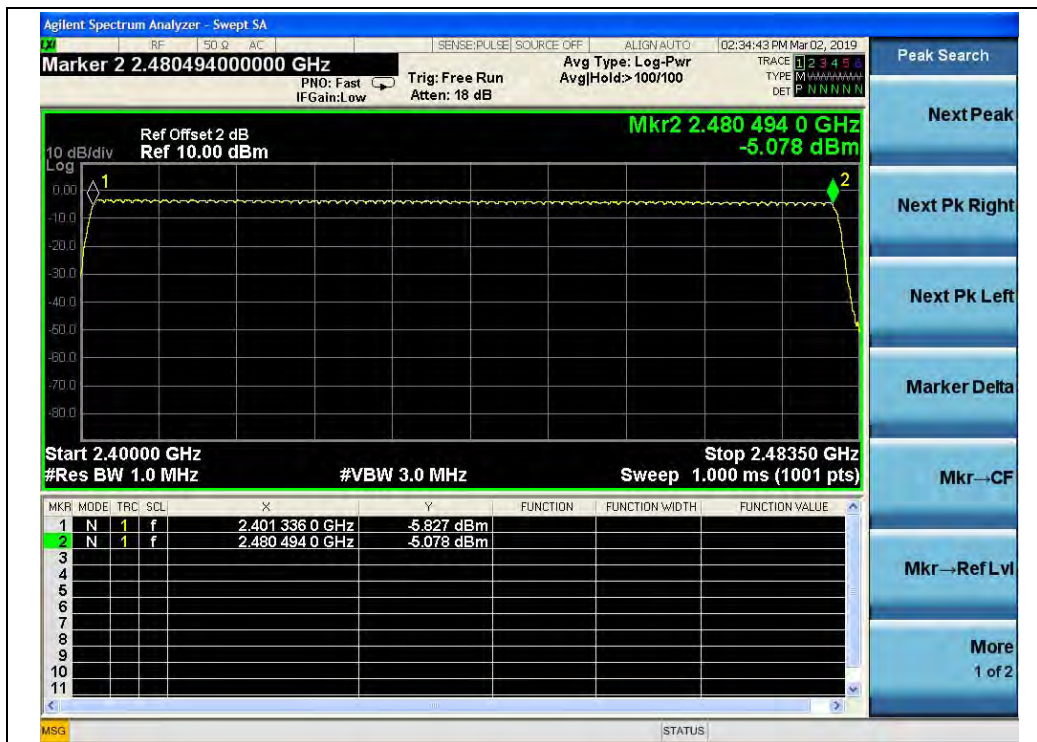 Agilent Spectrum Analyzer - Swept SA
LXI RF 50 Ω AC SENSE:PULSE SOURCE OFF ALIGN AUTO 02:34:43 PM Mar 02, 2019
Marker 2 2.480494000000 GHz
PNO: Fast
IFGain:Low
Trig: Free Run
Atten: 18 dB
Avg Type: Log-Pwr
Avg|Hold:>100/100
TRACE 1 2 3 4 5 6
TYPE M
DET P N N N N N
Peak Search
Next Peak
Next Pk Right
Next Pk Left
Marker Delta
Mkr→CF
Mkr→Ref Lvl
More
1 of 2
Mkr2 2.480 494 0 GHz
-5.078 dBm
Ref Offset 2 dB
10 dB/div Ref 10.00 dBm
Log
1
2
0.00
-10.0
-20.0
-30.0
-40.0
-50.0
-60.0
-70.0
-80.0
Start 2.40000 GHz Stop 2.48350 GHz
#Res BW 1.0 MHz #VBW 3.0 MHz Sweep 1.000 ms (1001 pts)
MKR MODE TRC SCL X Y FUNCTION FUNCTION WIDTH FUNCTION VALUE
1 N 1 f 2.401 336 0 GHz -5.827 dBm
2 N 1 f 2.480 494 0 GHz -5.078 dBm
3
4
5
6
7
8
9
10
11
MSG STATUS